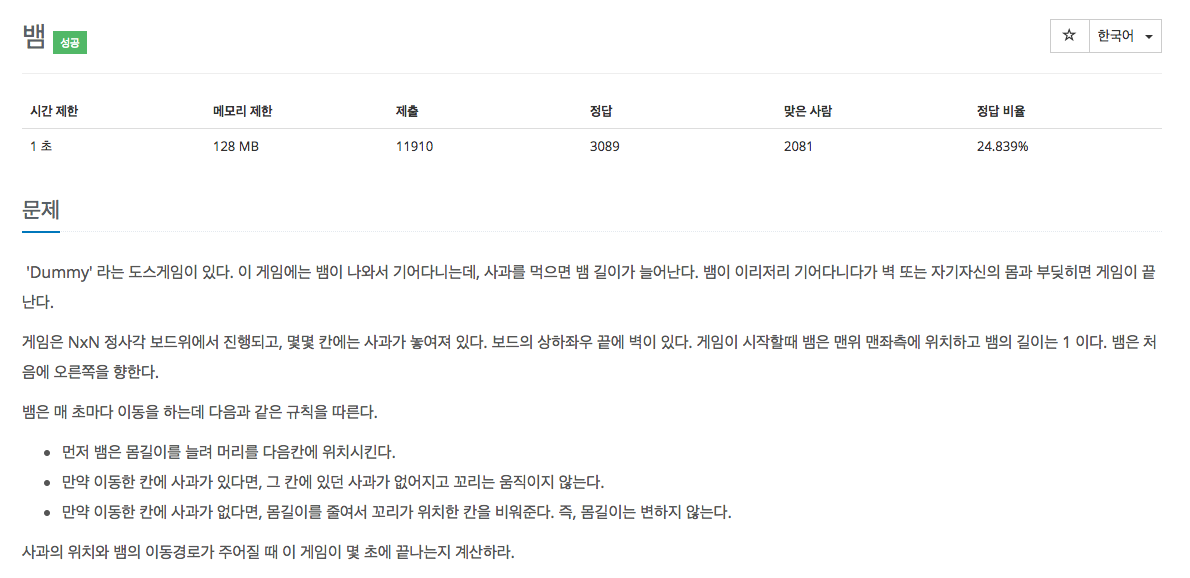 뱀 성공
☆ 한국어
시간 제한 메모리 제한 제출 정답 맞은 사람 정답 비율
1 초 128 MB 11910 3089 2081 24.839%
문제
'Dummy' 라는 도스게임이 있다. 이 게임에는 뱀이 나와서 기어다니는데, 사과를 먹으면 뱀 길이가 늘어난다. 뱀이 이리저리 기어다니다가 벽 또는 자기자신의 몸과 부딪히면 게임이 끝
난다.
게임은 NxN 정사각 보드위에서 진행되고, 몇몇 칸에는 사과가 놓여져 있다. 보드의 상하좌우 끝에 벽이 있다. 게임이 시작할때 뱀은 맨위 맨좌측에 위치하고 뱀의 길이는 1 이다. 뱀은 처
음에 오른쪽을 향한다.
뱀은 매 초마다 이동을 하는데 다음과 같은 규칙을 따른다.
• 먼저 뱀은 몸길이를 늘려 머리를 다음칸에 위치시킨다.
• 만약 이동한 칸에 사과가 있다면, 그 칸에 있던 사과가 없어지고 꼬리는 움직이지 않는다.
• 만약 이동한 칸에 사과가 없다면, 몸길이를 줄여서 꼬리가 위치한 칸을 비워준다. 즉, 몸길이는 변하지 않는다.
사과의 위치와 뱀의 이동경로가 주어질 때 이 게임이 몇 초에 끝나는지 계산하라.